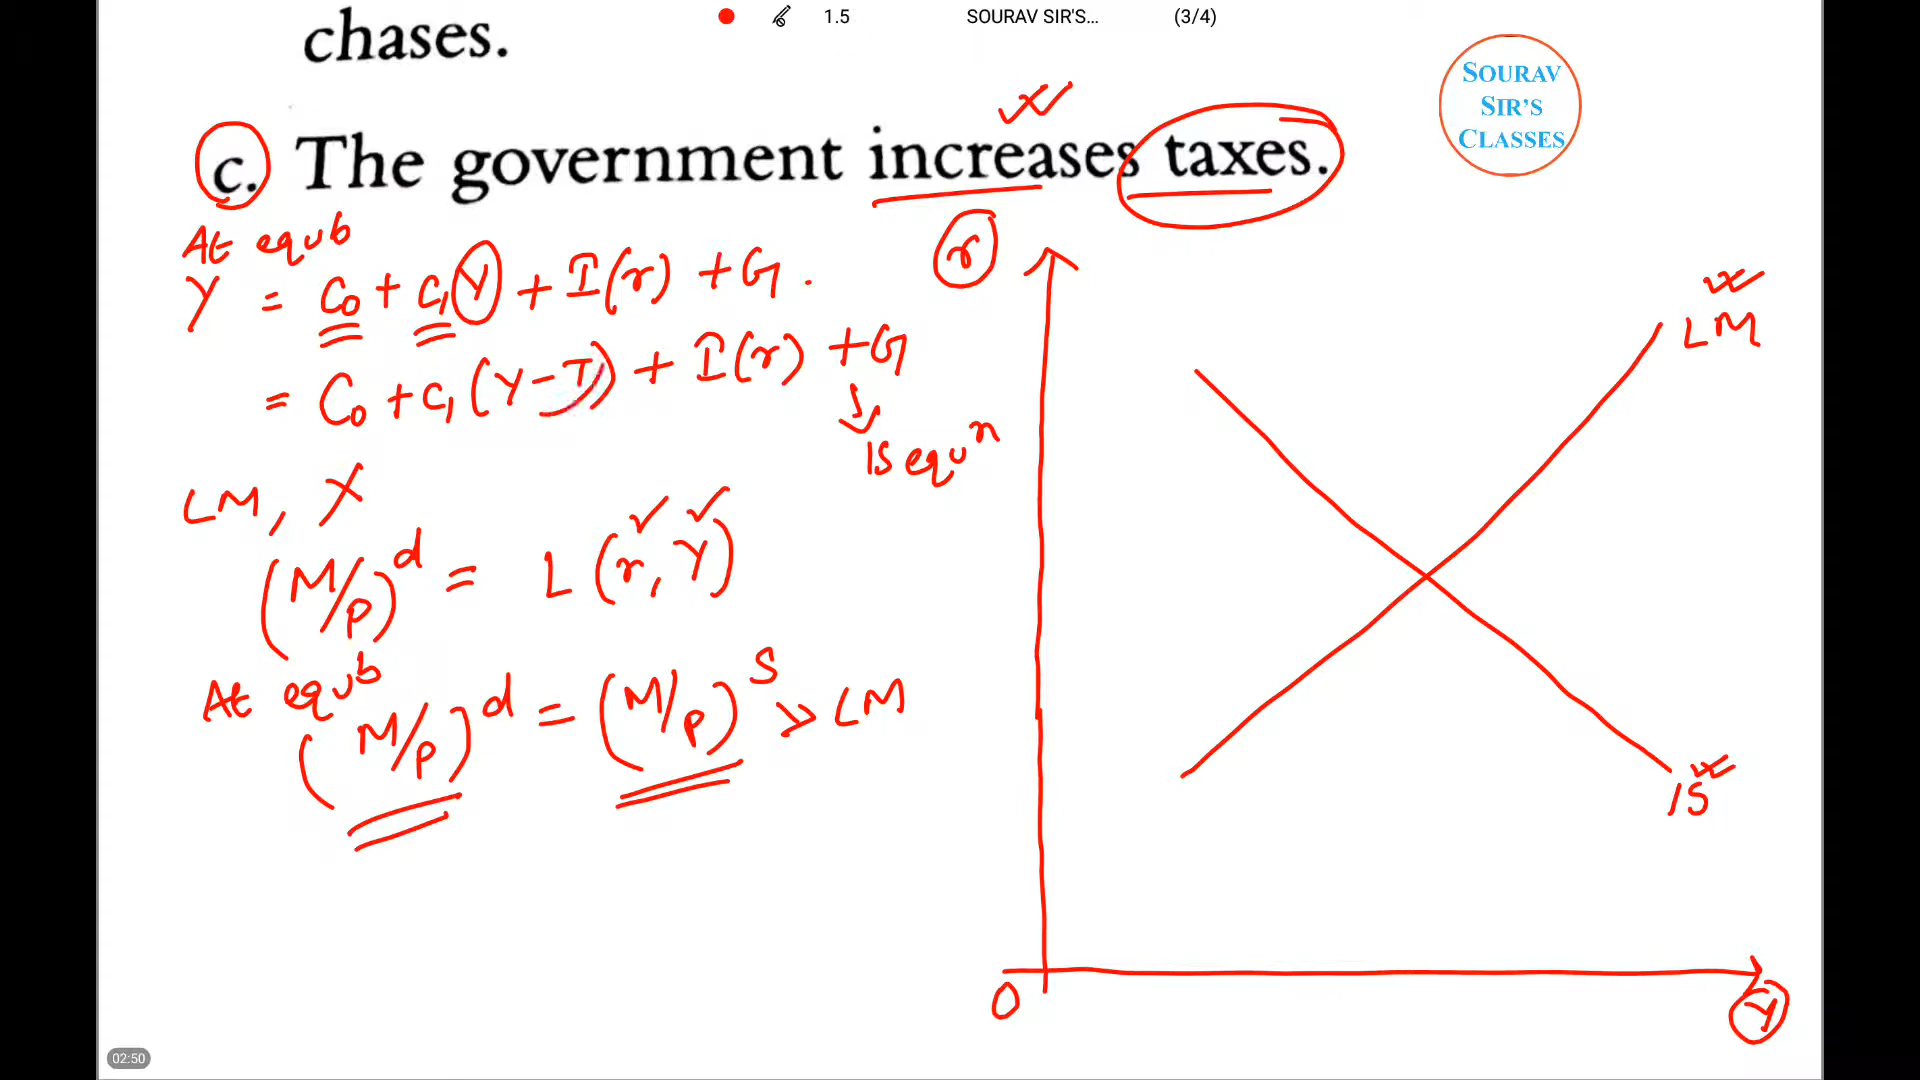 1.5 SOURAV SIR'S... (3/4)
chases.
SOURAV
SIR'S
CLASSES
c. The government increases taxes.
At equb
Y = C₀ + C₁Y + I(r) + G.
= C₀ + C₁(Y-T) + I(r) + G
IS equⁿ
LM, X
(M/P)ᵈ = L(r, Y)
At equb
(M/P)ᵈ = (M/P)ˢ > LM
r
LM
IS
O
Y
02:50